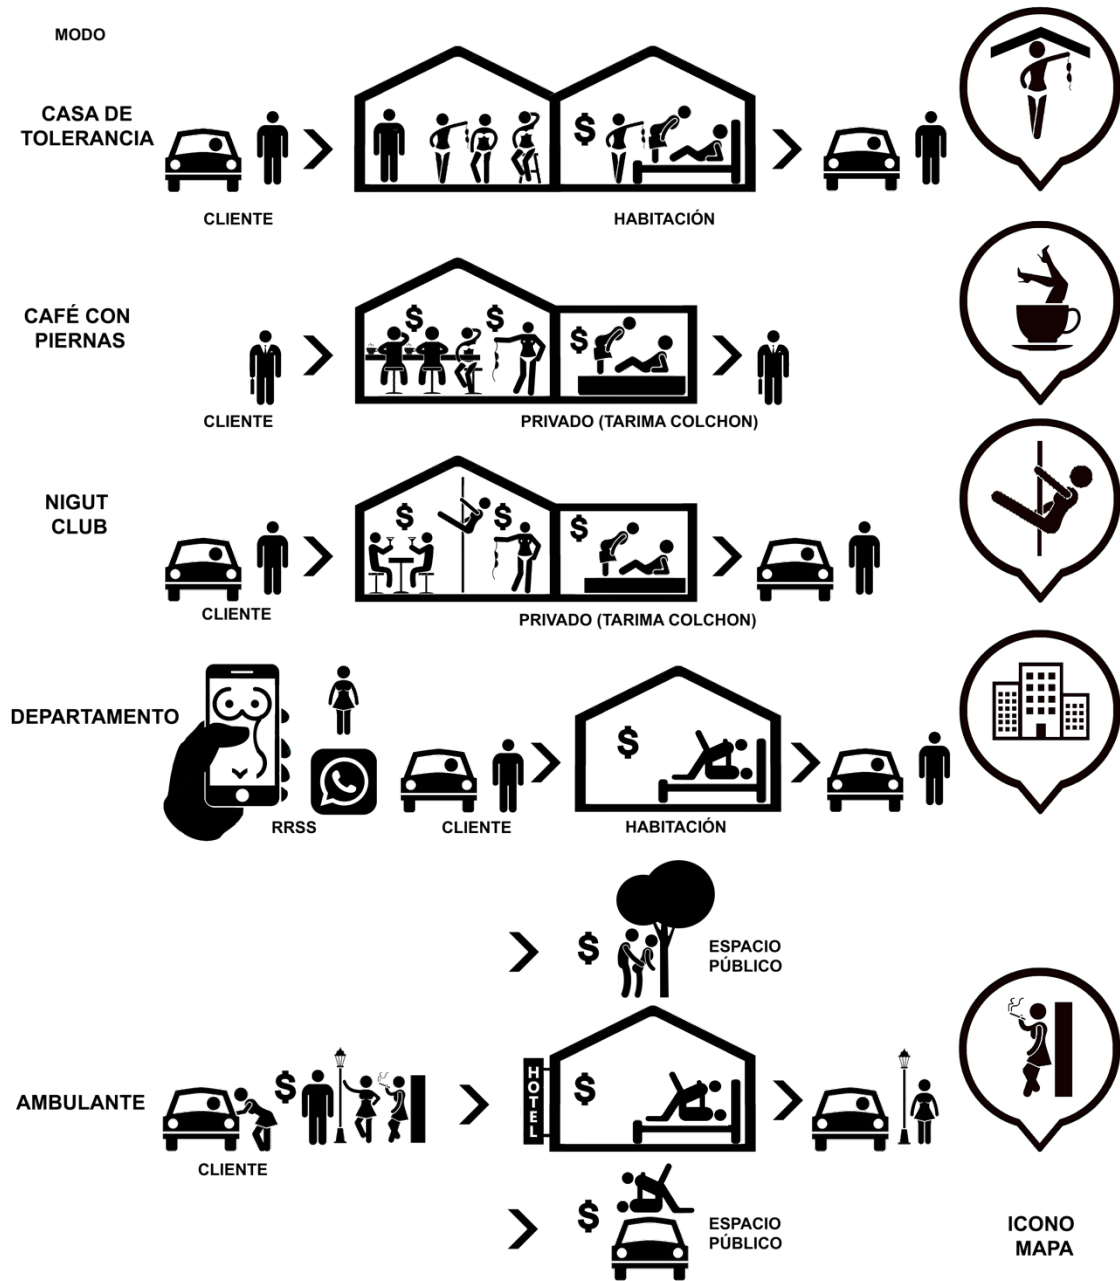 MODO
CASA DE
TOLERANCIA
$
CLIENTE
HABITACIÓN
CAFÉ CON
PIERNAS
$
$
$
CLIENTE
PRIVADO (TARIMA COLCHON)
NIGUT
CLUB
$
$
$
CLIENTE
PRIVADO (TARIMA COLCHON)
DEPARTAMENTO
$
RRSS
CLIENTE
HABITACIÓN
$
ESPACIO
PÚBLICO
AMBULANTE
$
HOTEL
$
CLIENTE
$
ESPACIO
PÚBLICO
ICONO
MAPA